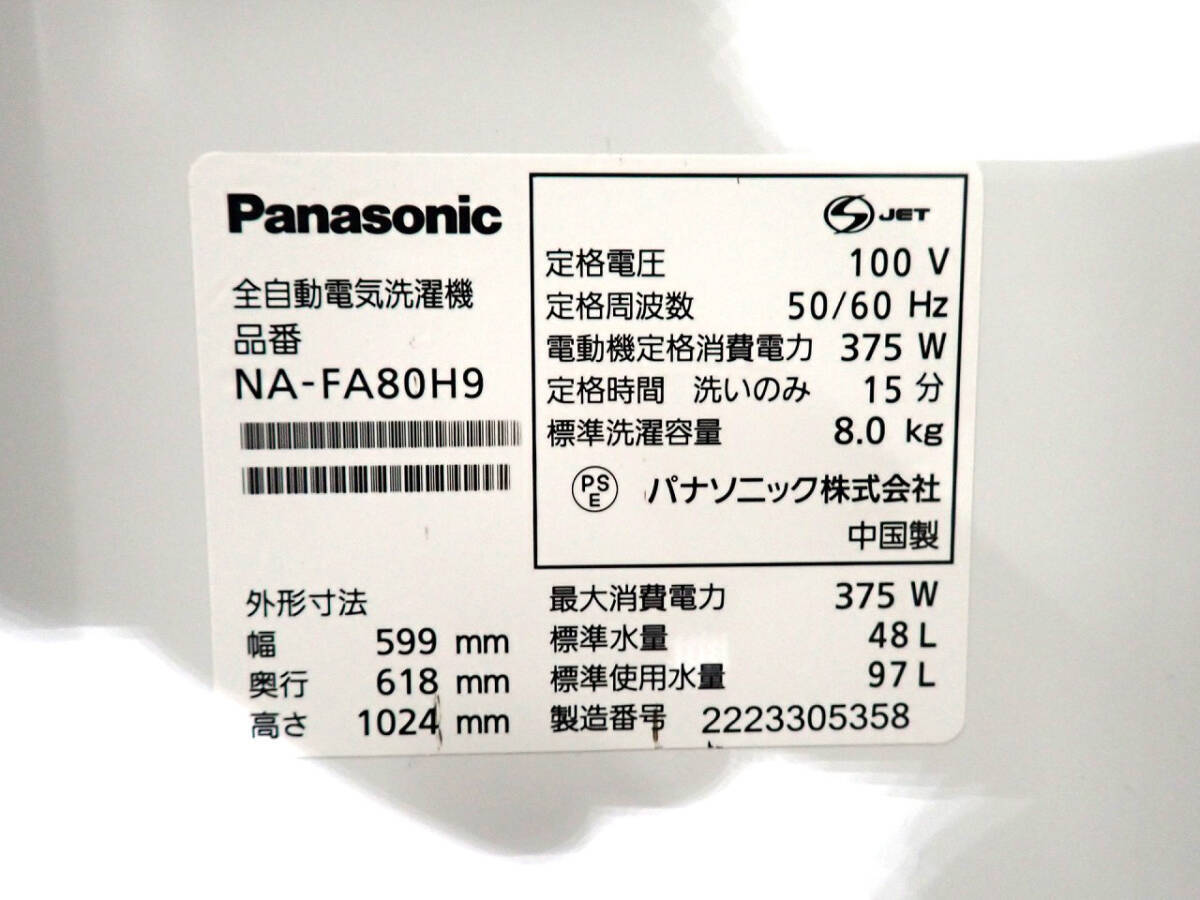 Panasonic
全自動電気洗濯機
品番
NA-FA80H9
S JET
定格電圧 100 V
定格周波数 50/60 Hz
電動機定格消費電力 375 W
定格時間 洗いのみ 15 分
標準洗濯容量 8.0 kg
PS E パナソニック株式会社
中国製
外形寸法
幅 599 mm
奥行 618 mm
高さ 1024 mm
最大消費電力 375 W
標準水量 48 L
標準使用水量 97 L
製造番号 2223305358